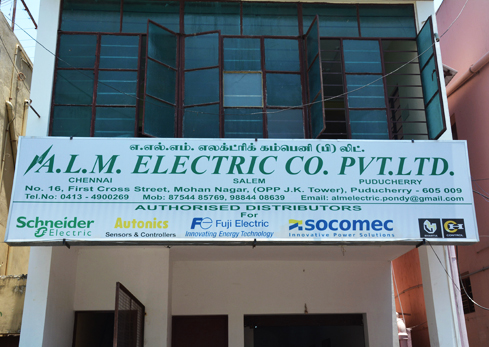 எ.எல்.எம். எலக்ட்ரிக் கம்பெனி (பி) லிட்.
A.L.M. ELECTRIC CO. PVT.LTD.
CHENNAI SALEM PUDUCHERRY
No. 16, First Cross Street, Mohan Nagar, (OPP J.K. Tower), Puducherry - 605 009
Tel.No: 0413 - 4900269 Mob: 87544 85769, 98844 08639 Email: almelectric.pondy@gmail.com
AUTHORISED DISTRIBUTORS
For
Schneider Electric Autonics Fuji Electric socomec
Sensors & Controllers Innovating Energy Technology Innovative Power Solutions